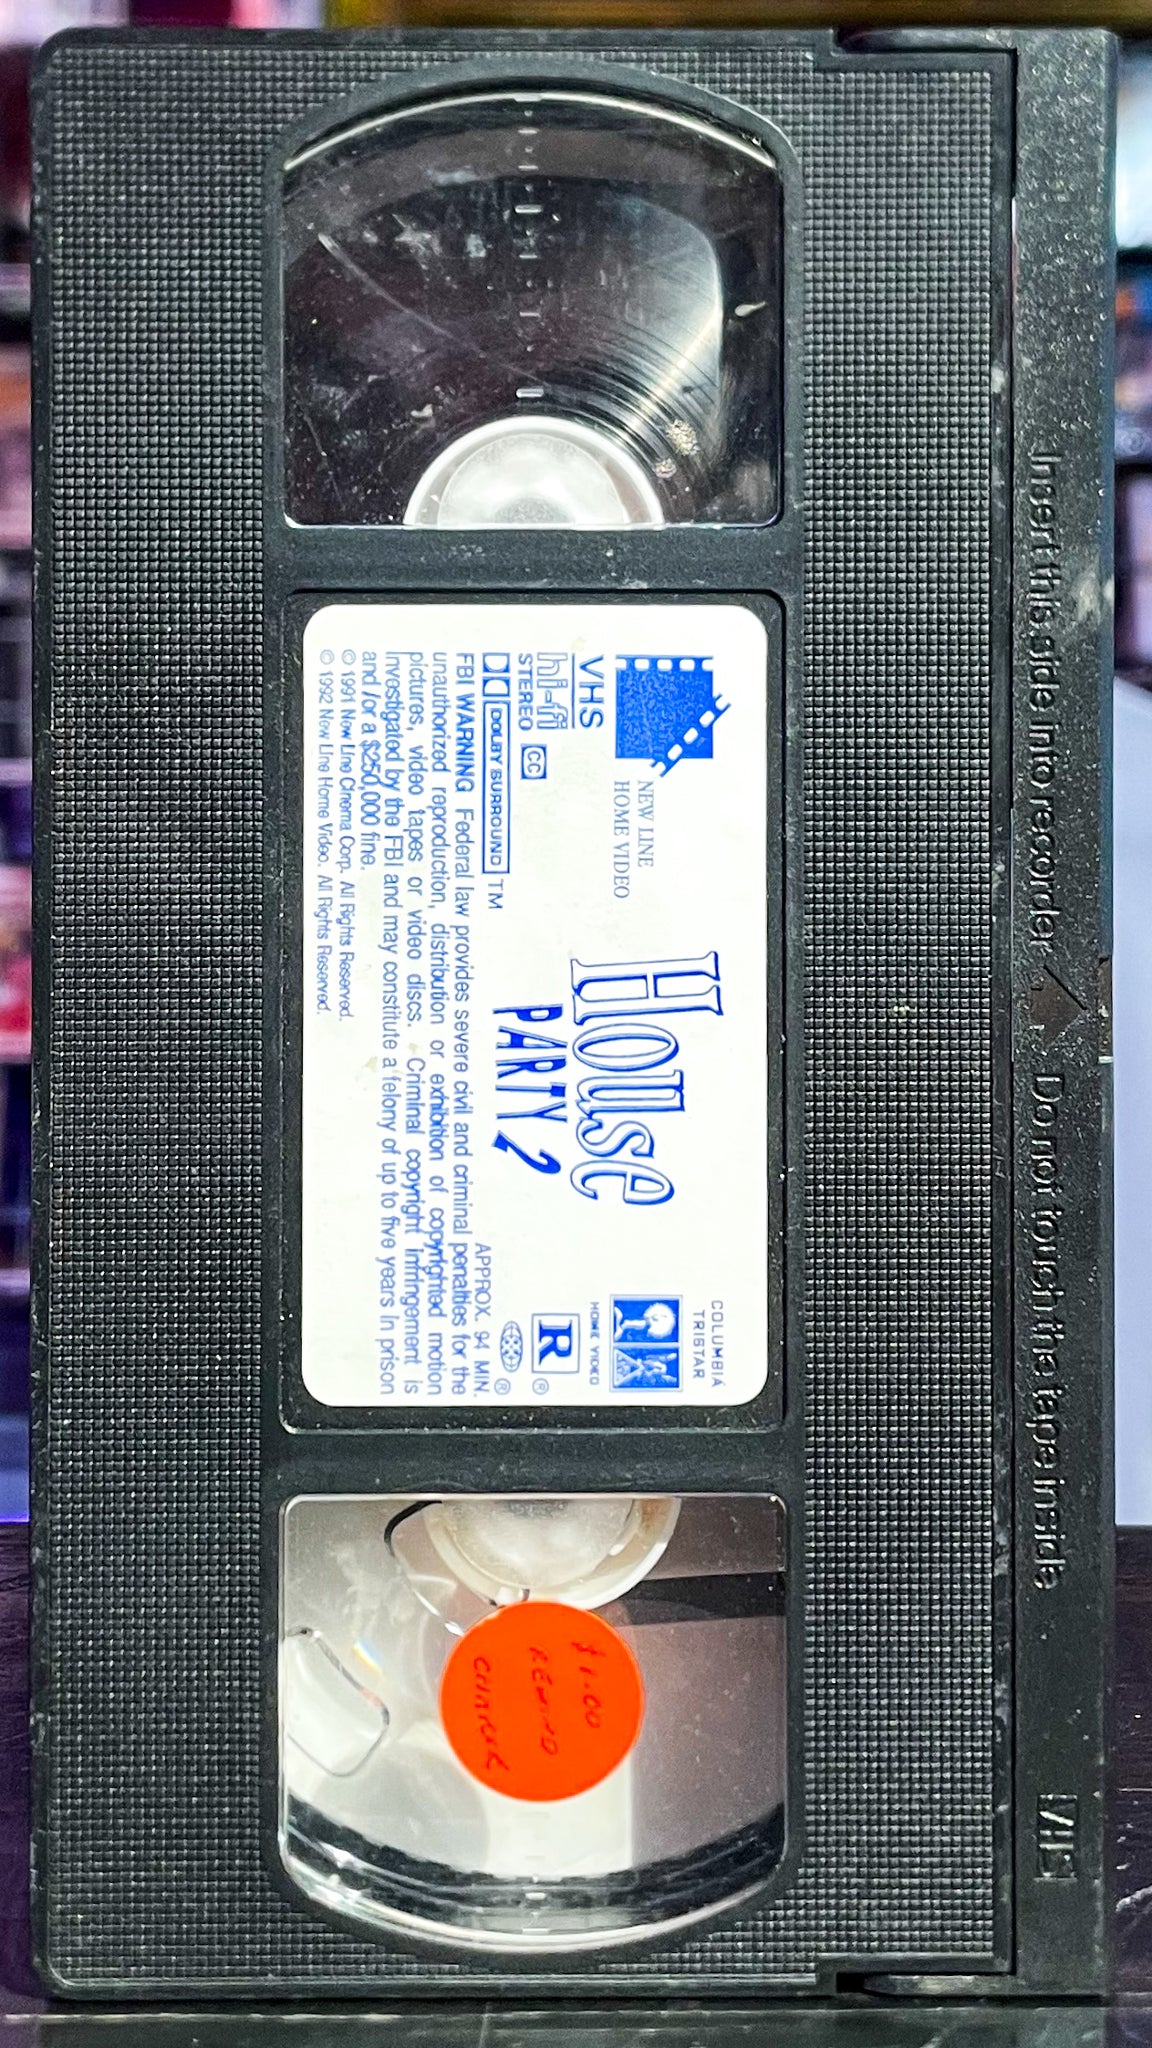 Insert this side into recorder
Do not touch the tape inside
VHS
NEW LINE
HOME VIDEO
COLUMBIA
TRISTAR
HOME VIDEO
House
PARTY 2
VHS
hi-fi
STEREO
CC
DOLBY SURROUND TM
R ®
®
APPROX. 94 MIN.
FBI WARNING Federal law provides severe civil and criminal penalties for the
unauthorized reproduction, distribution or exhibition of copyrighted motion
pictures, video tapes or video discs. Criminal copyright infringement is
investigated by the FBI and may constitute a felony of up to five years in prison
and /or a $250,000 fine.
© 1991 New Line Cinema Corp. All Rights Reserved.
© 1992 New Line Home Video. All Rights Reserved.
$1.00
REWIND
CHARGE